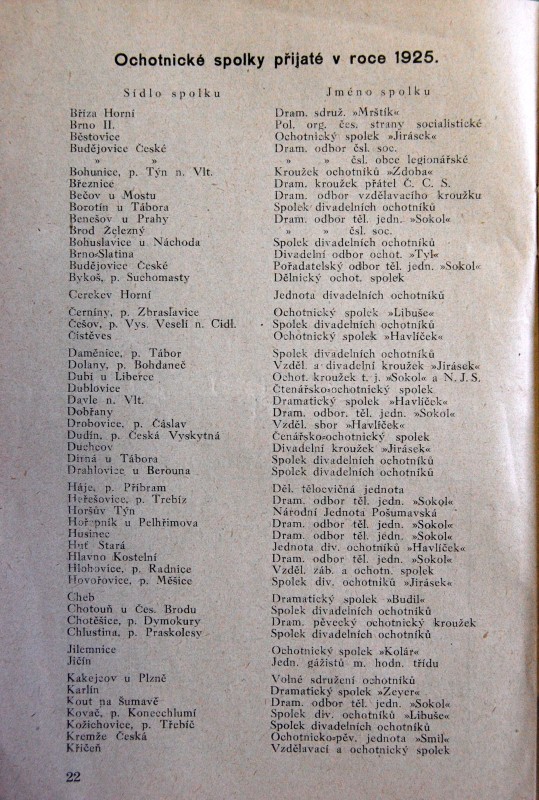 Ochotnické spolky přijaté v roce 1925.
Sídlo spolku Jméno spolku
Bříza Horní Dram. sdruž. »Mrštík«
Brno II. Pol. org. čes. strany socialistické
Běstovice Ochotnický spolek »Jirásek«
Budějovice České Dram. odbor čsl. soc.
» » » » čsl. obce legionářské
Bohunice, p. Týn n. Vlt. Kroužek ochotníků »Zdoba«
Březnice Dram. kroužek přátel Č. C. S.
Bečov u Mostu Dram. odbor vzdělavacího kroužku
Borotín u Tábora Spolek divadelních ochotníků
Benešov u Prahy Dram. odbor těl. jedn. »Sokol«
Brod Železný » » čsl. soc.
Bohuslavice u Náchoda Spolek divadelních ochotníků
Brno-Slatina Divadelní odbor ochot. »Tyl«
Budějovice České Pořadatelský odbor těl. jedn. »Sokol«
Bykoš, p. Suchomasty Dělnický ochot. spolek
Cerekev Horní Jednota divadelních ochotníků
Černíny, p. Zbraslavice Ochotnický spolek »Libuše«
Češov, p. Vys. Veselí n. Cidl. Spolek divadelních ochotníků
Čistěves Ochotnický spolek »Havlíček«
Daměnice, p. Tábor Spolek divadelních ochotníků
Dolany, p. Bohdaneč Vzděl. a divadelní kroužek »Jirásek«
Dubí u Liberce Ochot. kroužek t. j. »Sokol« a N. J. S.
Dublovice Čtenářsko-ochotnický spolek
Davle n. Vlt. Dramatický spolek »Havlíček«
Dobřany Dram. odbor. těl. jedn. »Sokol«
Drobovice, p. Čáslav Vzděl. sbor »Havlíček«
Dudín, p. Česká Vyskytná Čenářsko-ochotnický spolek
Duchcov Divadelní kroužek »Jirásek«
Dírná u Tábora Spolek divadelních ochotníků
Drahlovice u Berouna Spolek divadelních ochotníků
Háje, p. Příbram Děl. tělocvičná jednota
Heřešovice, p. Trebíz Dram. odbor těl. jedn. »Sokol«
Horšův Týn Národní Jednota Pošumavská
Hořepník u Pelhřimova Dram. odbor těl. jedn. »Sokol«
Husinec Dram. odbor těl. jedn. »Sokol«
Huť Stará Jednota div. ochotníků »Havlíček«
Hlavno Kostelní Dram. odbor těl. jedn. »Sokol«
Hlohovice, p. Radnice Vzděl. záb. a ochotn. spolek
Hovořovice, p. Měšice Spolek div. ochotníků »Jirásek«
Cheb Dramatický spolek »Budil«
Chotouň u Čes. Brodu Spolek divadelních ochotníků
Chotěšice, p. Dymokury Dram. pěvecký ochotnický kroužek
Chlustina, p. Praskolesy Spolek divadelních ochotníků
Jilemnice Ochotnický spolek »Kolár«
Jičín Jedn. gážistů m. hodn. třídu
Kakejcov u Plzně Volné sdružení ochotníků
Karlín Dramatický spolek »Zeyer«
Kout na Šumavě Dram. odbor těl. jedn. »Sokol«
Kovač, p. Konecchlumí Spolek div. ochotníků »Libuše«
Kožichovice, p. Třebíč Spolek divadelních ochotníků
Kremže Česká Ochotnicko-pěv. jednota »Smil«
Křičeň Vzdělavací a ochotnický spolek
22